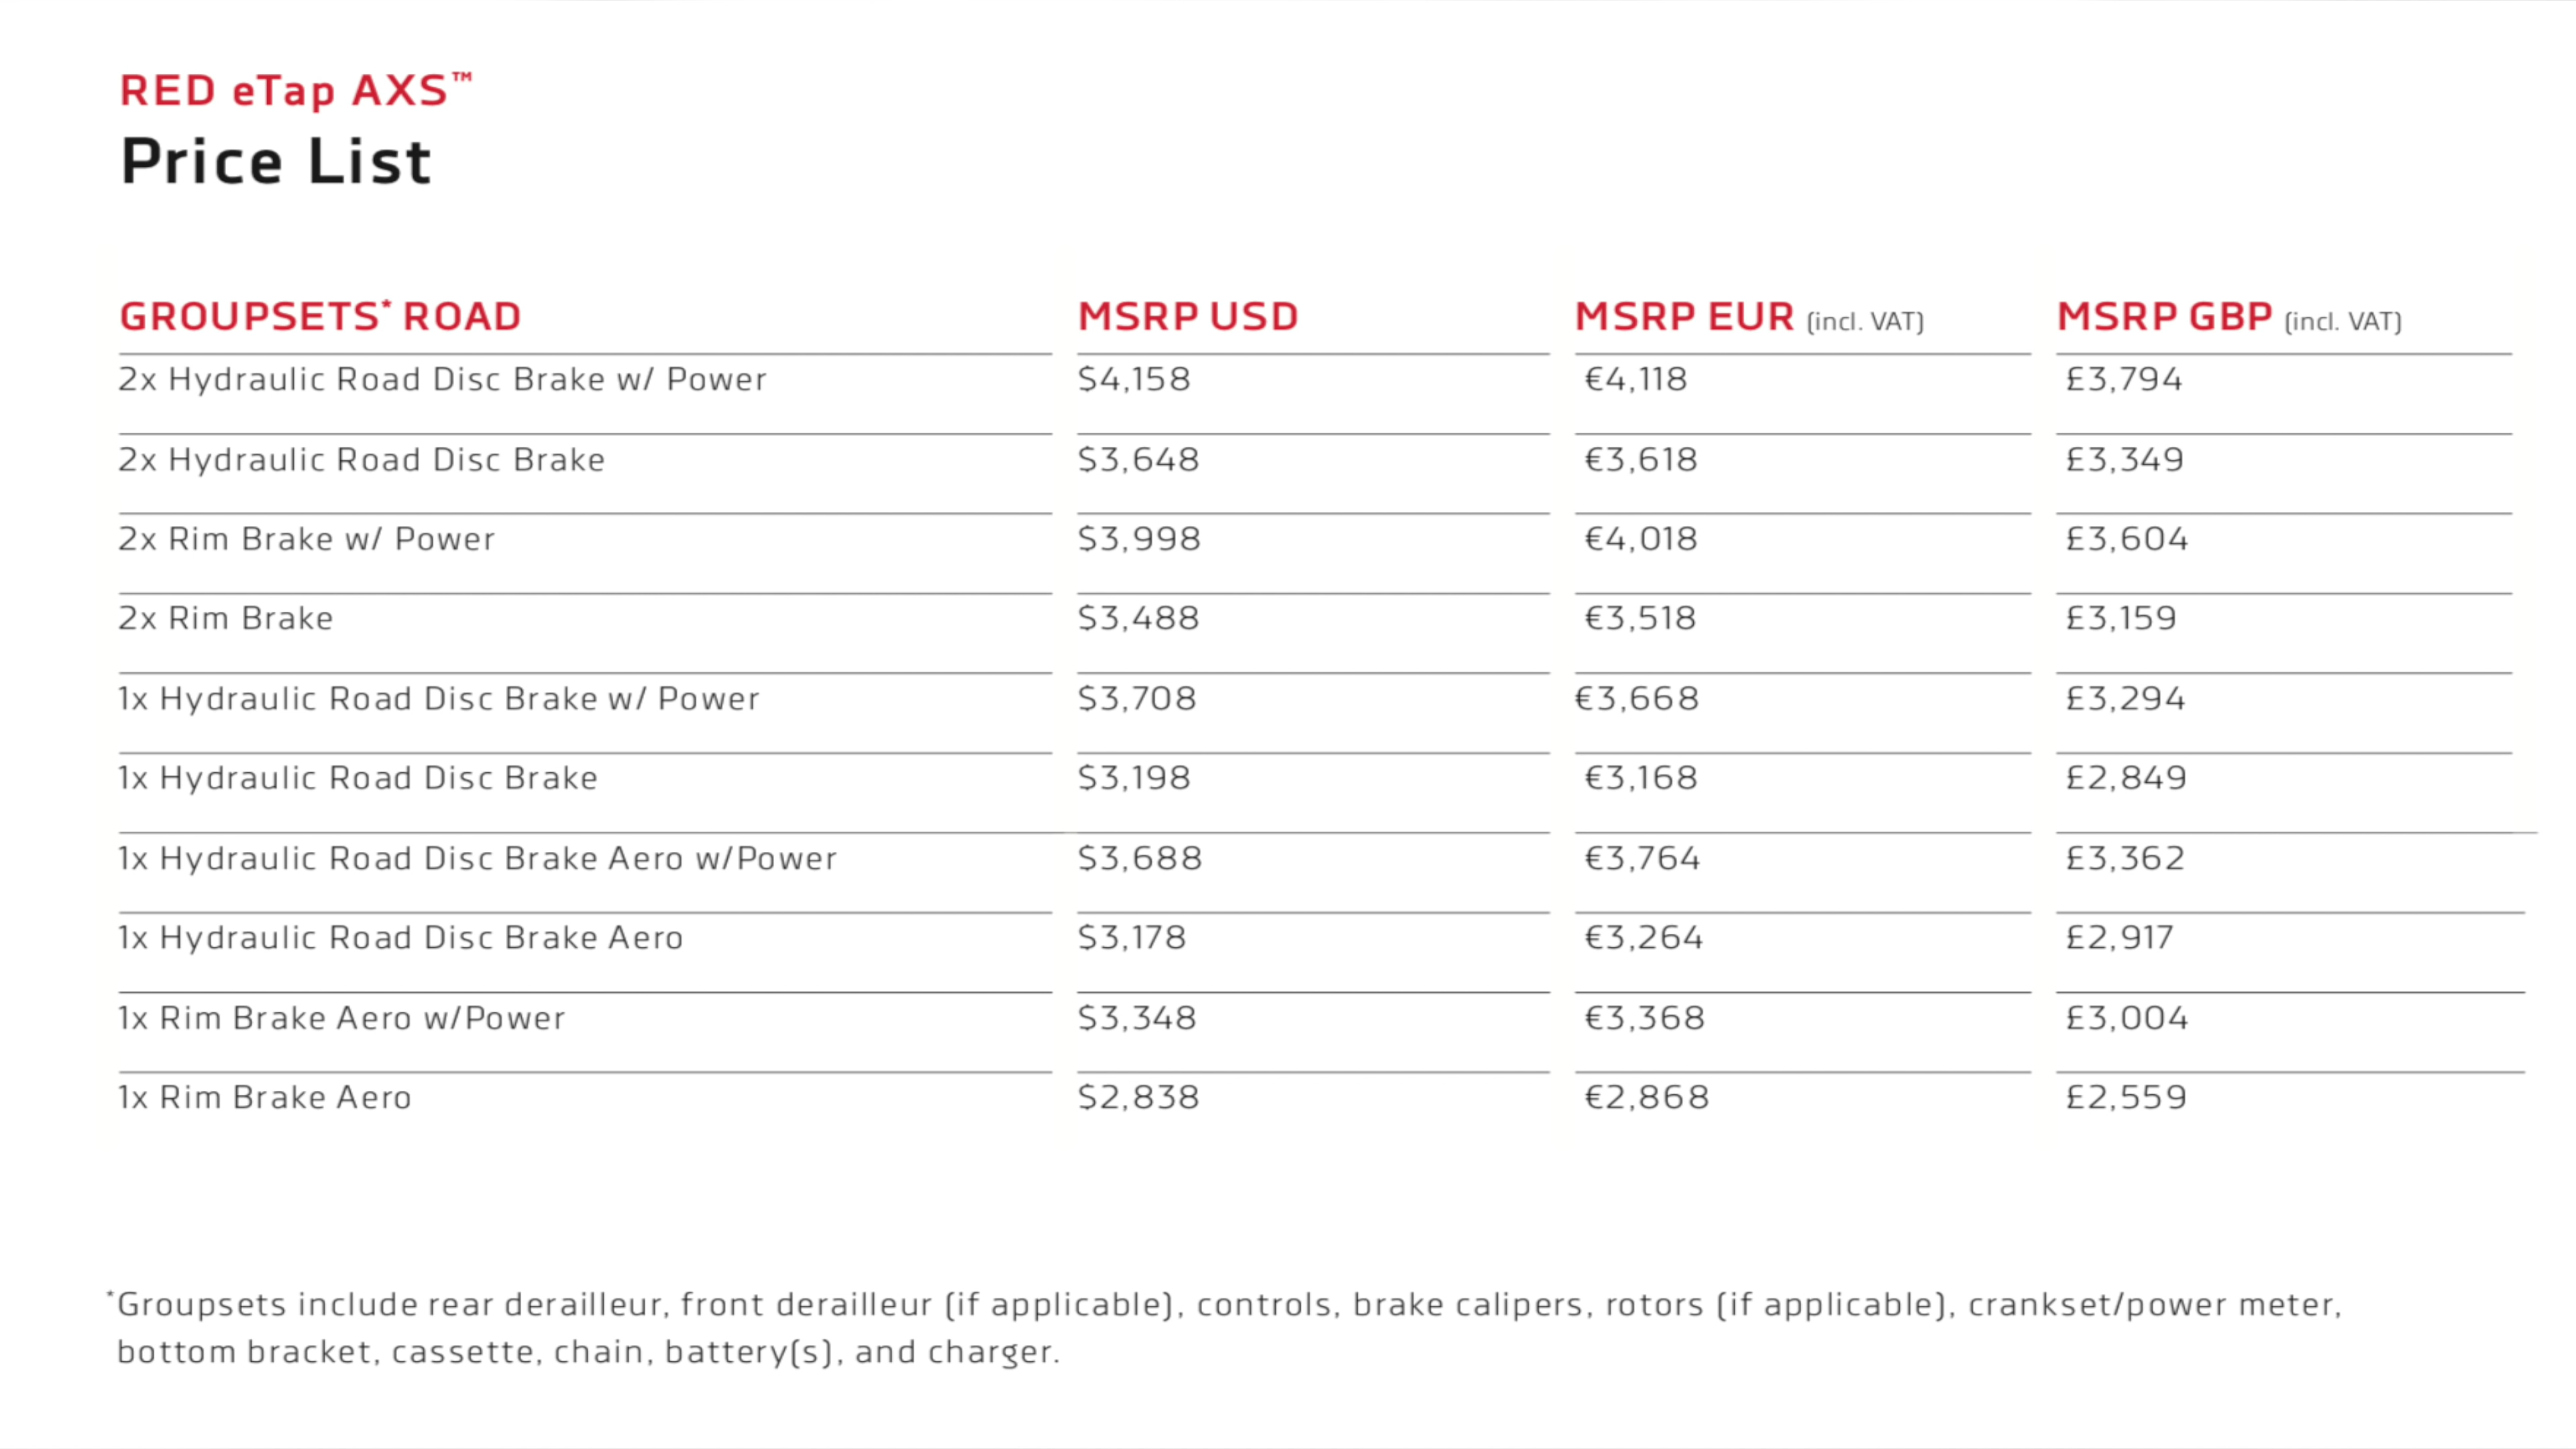 RED eTap AXS™
Price List
GROUPSETS* ROAD MSRP USD MSRP EUR (incl. VAT) MSRP GBP (incl. VAT)
2x Hydraulic Road Disc Brake w/ Power $4,158 €4,118 £3,794
2x Hydraulic Road Disc Brake $3,648 €3,618 £3,349
2x Rim Brake w/ Power $3,998 €4,018 £3,604
2x Rim Brake $3,488 €3,518 £3,159
1x Hydraulic Road Disc Brake w/ Power $3,708 €3,668 £3,294
1x Hydraulic Road Disc Brake $3,198 €3,168 £2,849
1x Hydraulic Road Disc Brake Aero w/Power $3,688 €3,764 £3,362
1x Hydraulic Road Disc Brake Aero $3,178 €3,264 £2,917
1x Rim Brake Aero w/Power $3,348 €3,368 £3,004
1x Rim Brake Aero $2,838 €2,868 £2,559
*Groupsets include rear derailleur, front derailleur (if applicable), controls, brake calipers, rotors (if applicable), crankset/power meter,
bottom bracket, cassette, chain, battery(s), and charger.